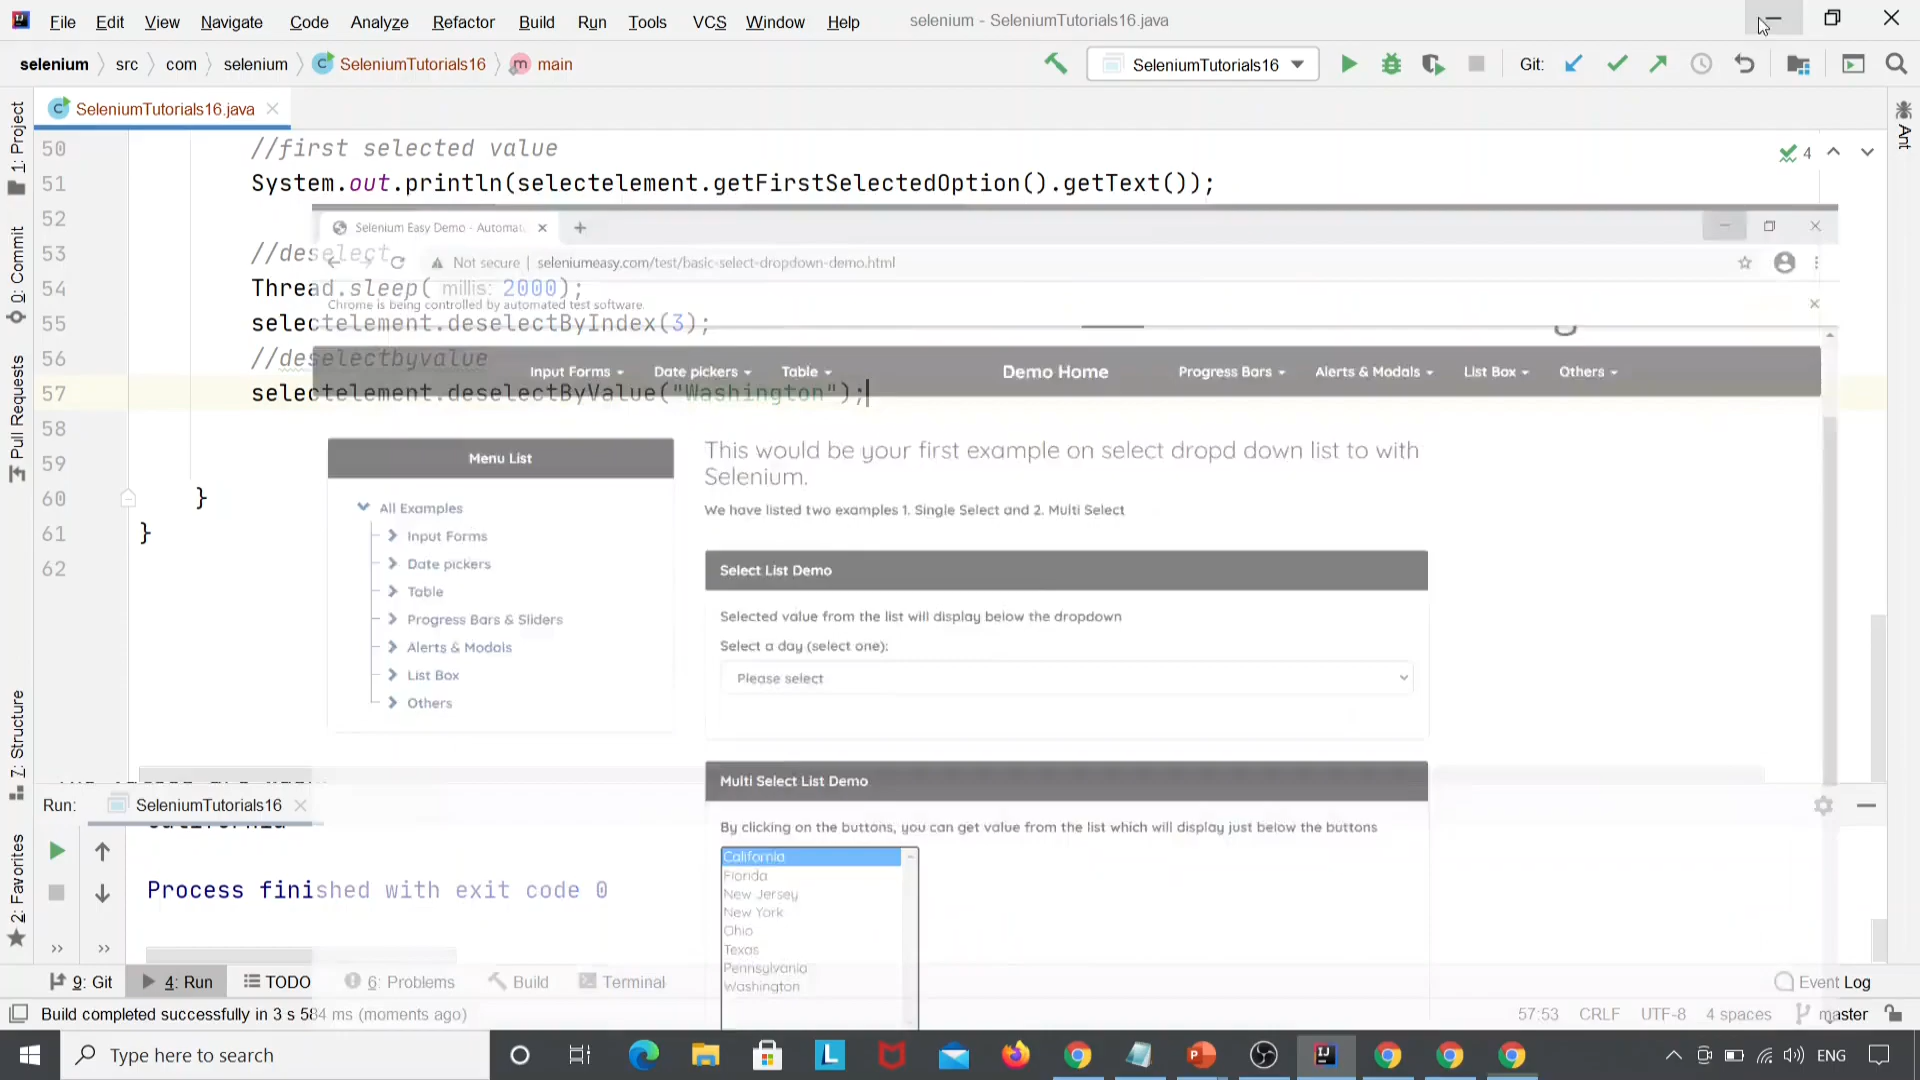 File Edit View Navigate Code Analyze Refactor Build Run Tools VCS Window Help selenium - SeleniumTutorials16.java
selenium src com selenium SeleniumTutorials16 m main SeleniumTutorials16 Git:
SeleniumTutorials16.java
1: Project
0: Commit
Pull Requests
7: Structure
2: Favorites
Ant
4
50 //first selected value
51 System.out.println(selectelement.getFirstSelectedOption().getText());
52
53 //deselect
54 Thread.sleep( millis: 2000);
55 selectelement.deselectByIndex(3);
56 //deselectbyvalue
57 selectelement.deselectByValue("Washington");
58
59
60 }
61 }
62
Selenium Easy Demo - Automat
Not secure | seleniumeasy.com/test/basic-select-dropdown-demo.html
Chrome is being controlled by automated test software.
Input Forms Date pickers Table Demo Home Progress Bars Alerts & Modals List Box Others
Menu List
All Examples
Input Forms
Date pickers
Table
Progress Bars & Sliders
Alerts & Modals
List Box
Others
This would be your first example on select dropd down list to with
Selenium.
We have listed two examples 1. Single Select and 2. Multi Select
Select List Demo
Selected value from the list will display below the dropdown
Select a day (select one):
Please select
Multi Select List Demo
By clicking on the buttons, you can get value from the list which will display just below the buttons
California
Florida
New Jersey
New York
Ohio
Texas
Pennsylvania
Washington
Run: SeleniumTutorials16
Process finished with exit code 0
9: Git 4: Run TODO 6: Problems Build Terminal Event Log
Build completed successfully in 3 s 584 ms (moments ago) 57:53 CRLF UTF-8 4 spaces master
Type here to search ENG